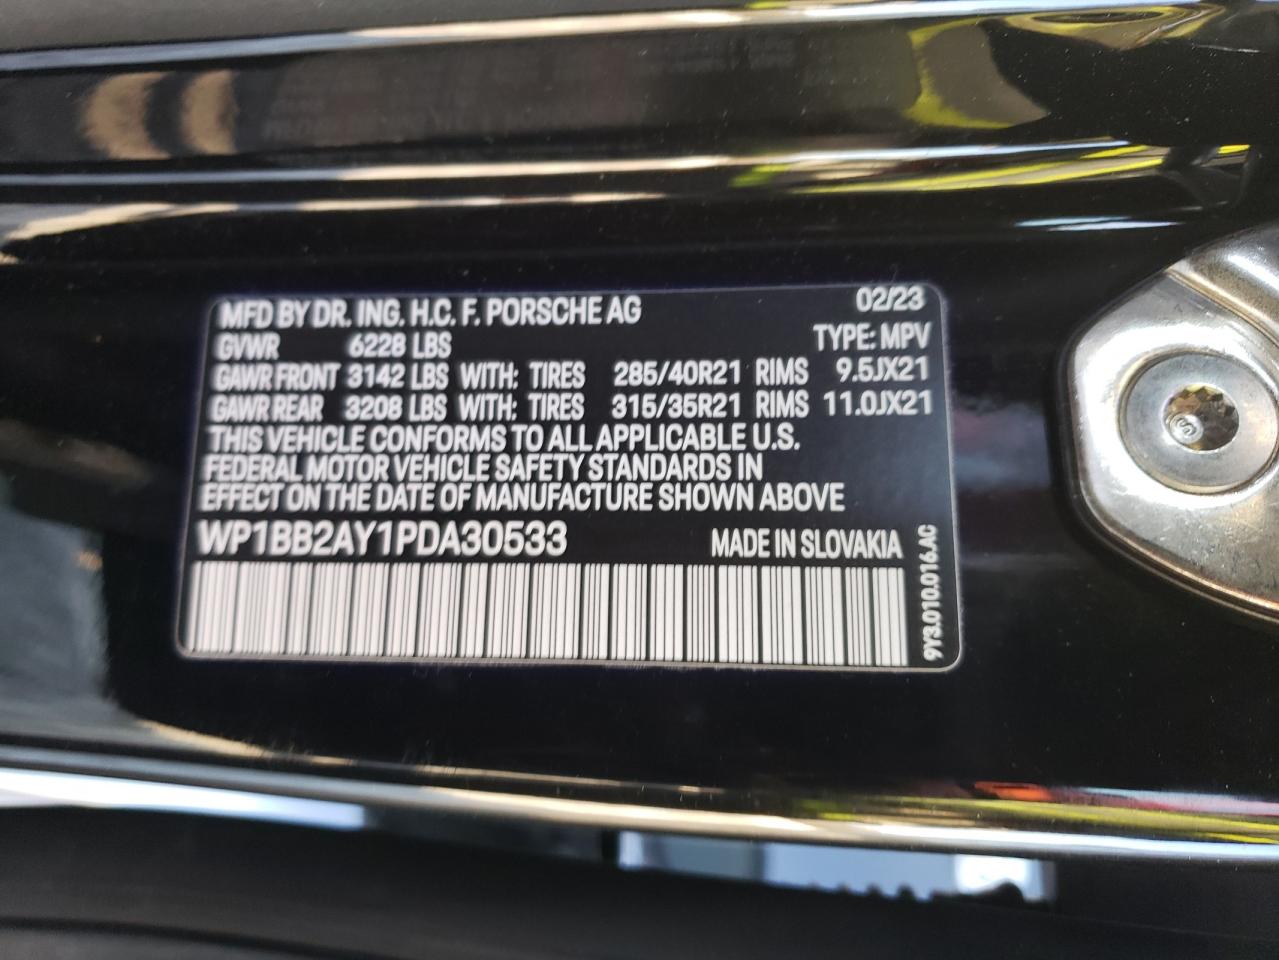 MFD BY DR. ING. H.C. F. PORSCHE AG 02/23
GVWR 6228 LBS TYPE: MPV
GAWR FRONT 3142 LBS WITH: TIRES 285/40R21 RIMS 9.5JX21
GAWR REAR 3208 LBS WITH: TIRES 315/35R21 RIMS 11.0JX21
THIS VEHICLE CONFORMS TO ALL APPLICABLE U.S.
FEDERAL MOTOR VEHICLE SAFETY STANDARDS IN
EFFECT ON THE DATE OF MANUFACTURE SHOWN ABOVE
WP1BB2AY1PDA30533 MADE IN SLOVAKIA
9Y3.010.016.AC